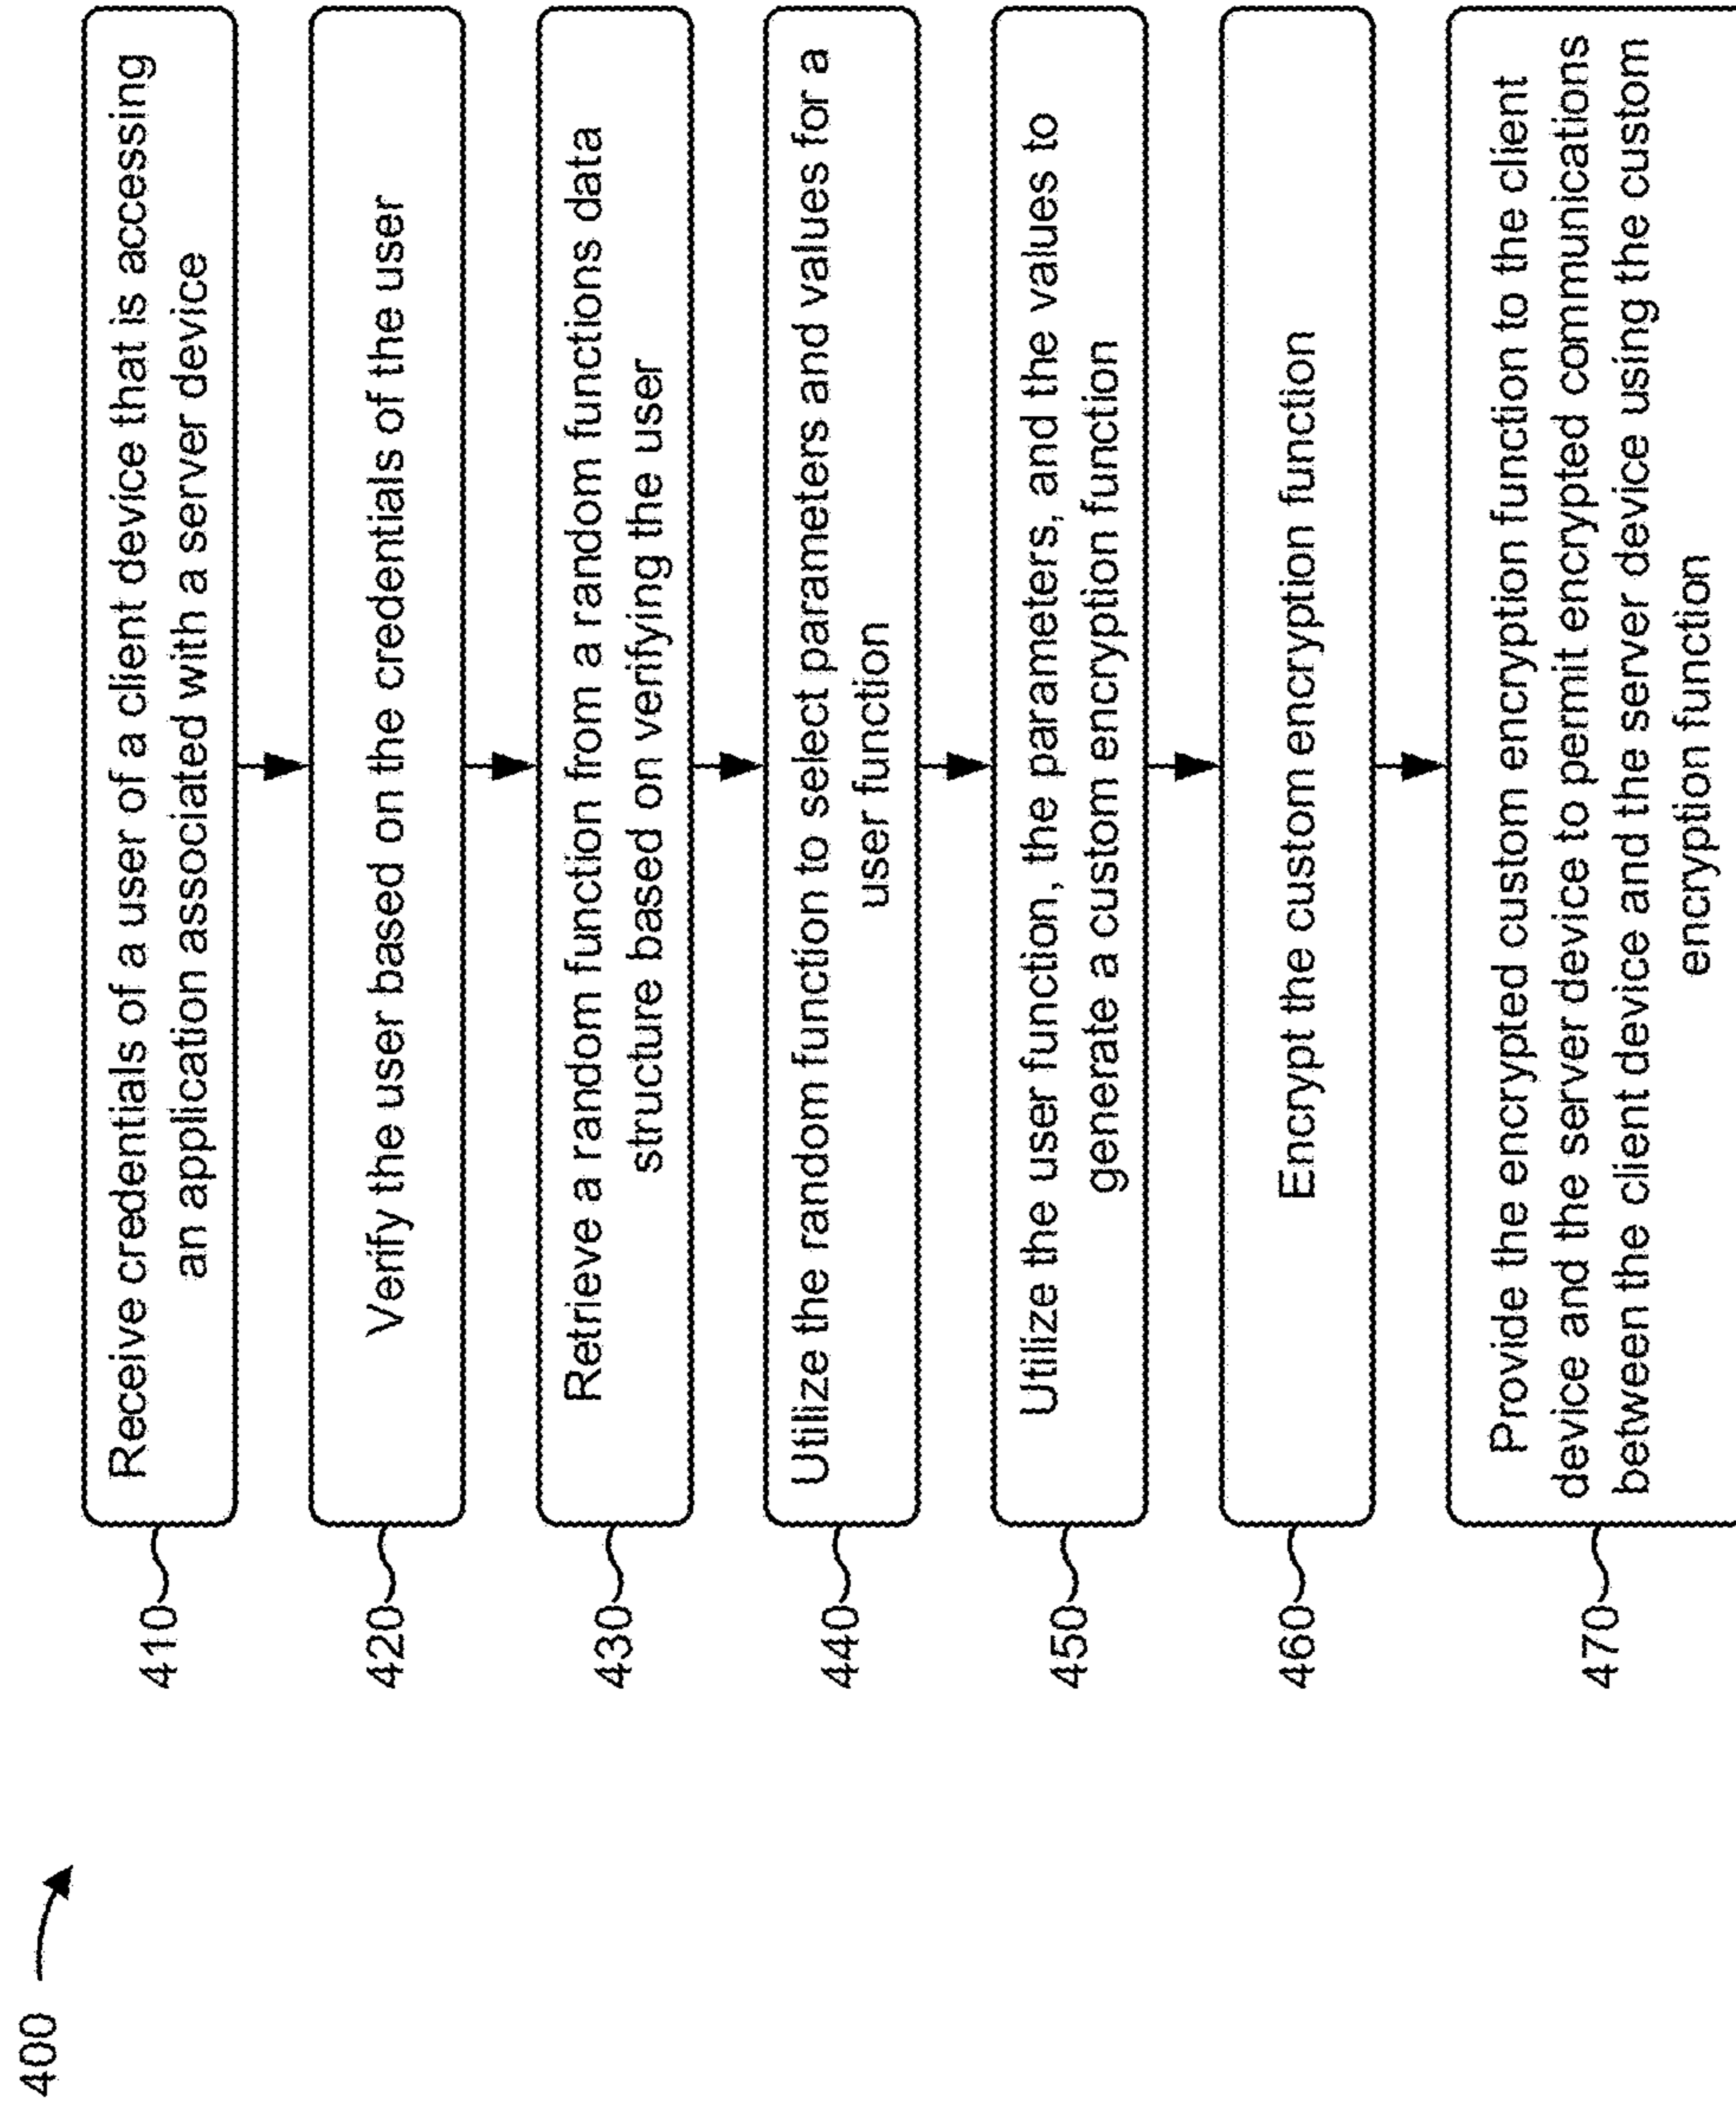 400
410
Receive credentials of a user of a client device that is accessing
an application associated with a server device
420
Verify the user based on the credentials of the user
430
Retrieve a random function from a random functions data
structure based on verifying the user
440
Utilize the random function to select parameters and values for a
user function
450
Utilize the user function, the parameters, and the values to
generate a custom encryption function
460
Encrypt the custom encryption function
470
Provide the encrypted custom encryption function to the client
device and the server device to permit encrypted communications
between the client device and the server device using the custom
encryption function